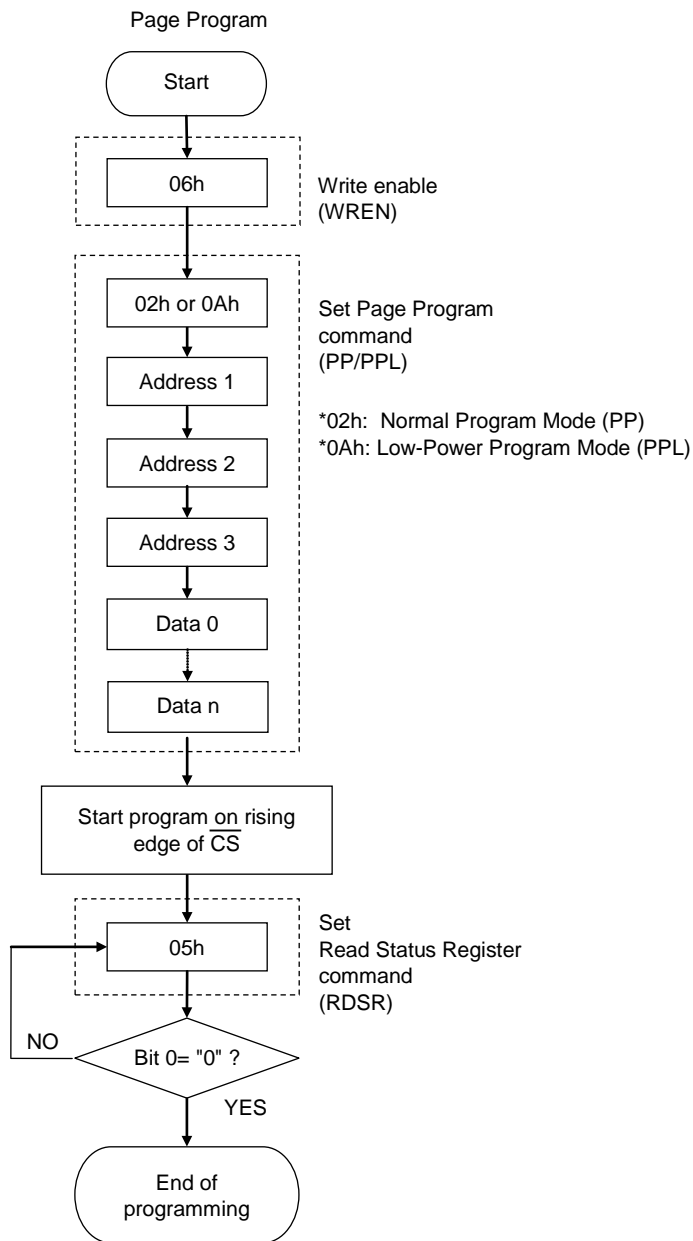 Page Program
Start
06h
Write enable
(WREN)
02h or 0Ah
Set Page Program
command
(PP/PPL)
Address 1
*02h: Normal Program Mode (PP)
*0Ah: Low-Power Program Mode (PPL)
Address 2
Address 3
Data 0
Data n
Start program on rising
edge of C̅S̅
05h
Set
Read Status Register
command
(RDSR)
NO
Bit 0= "0" ?
YES
End of
programming